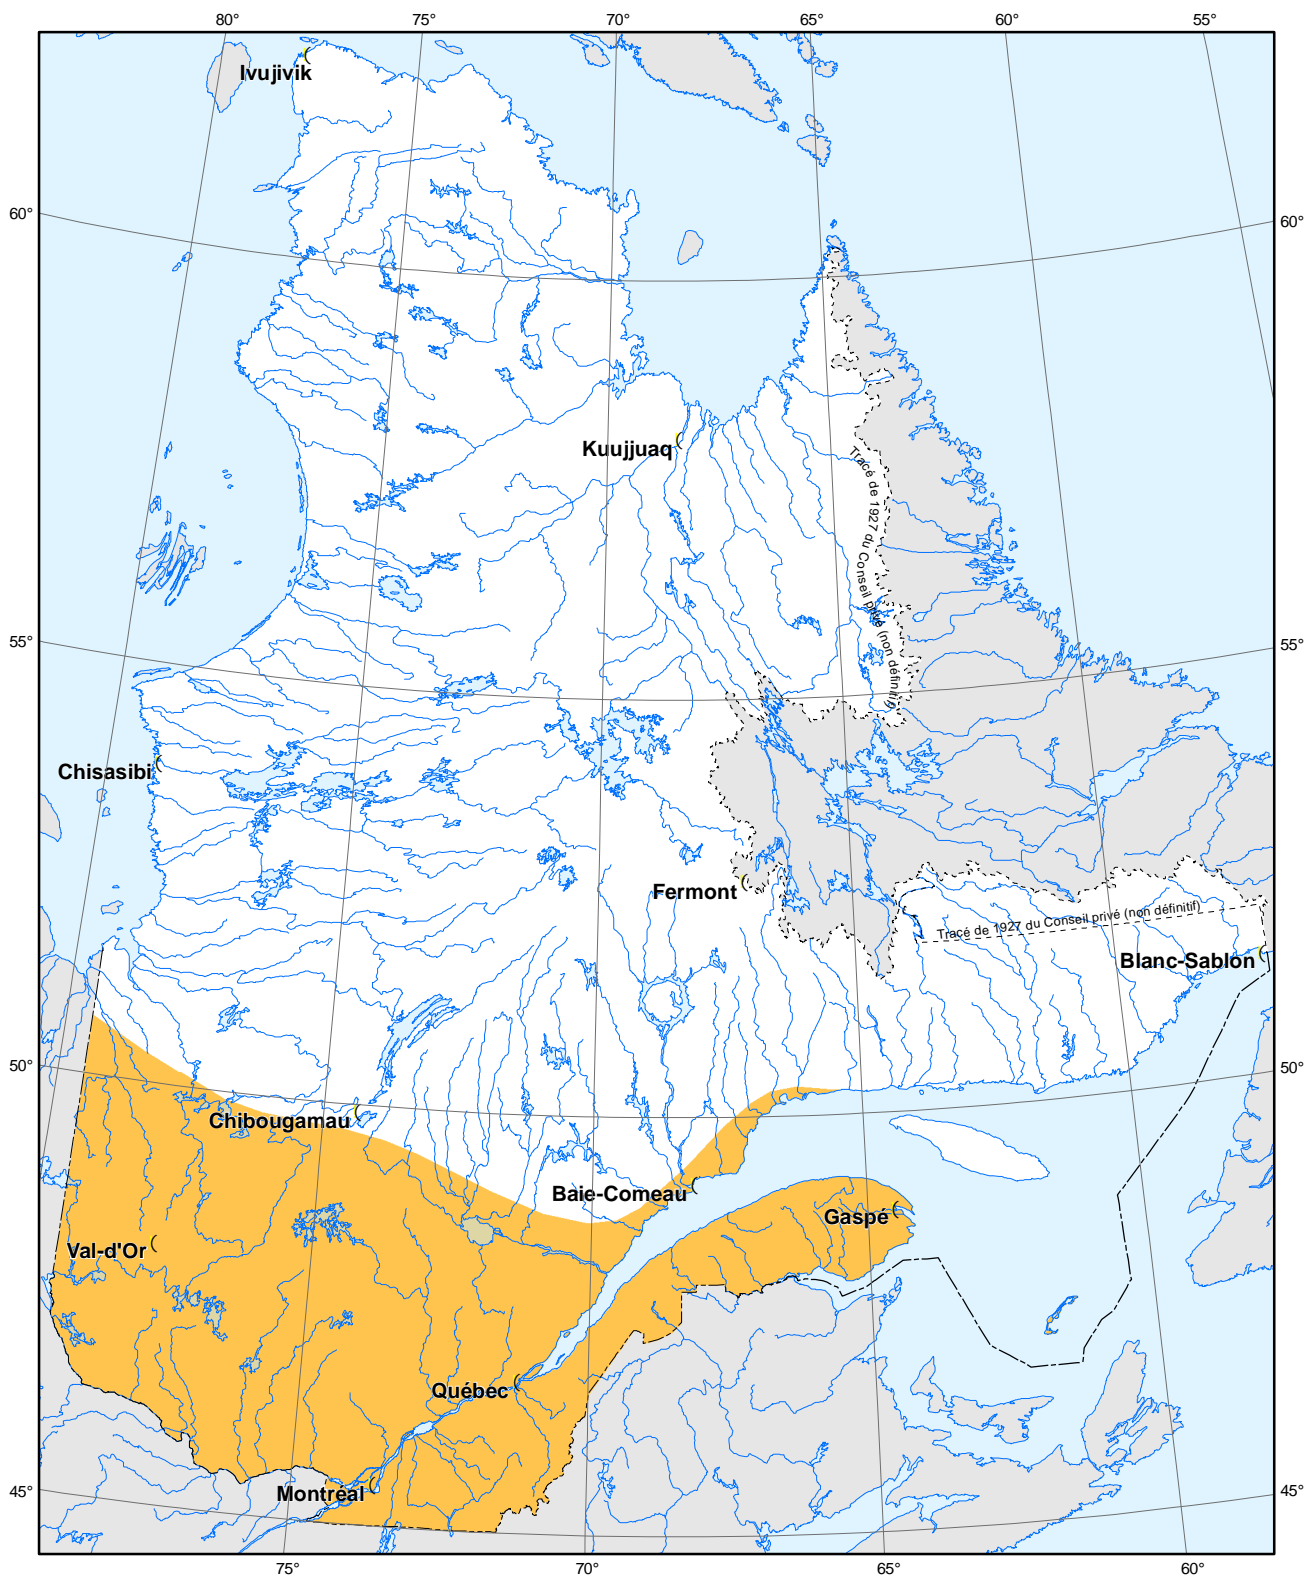 80° 75° 70° 65° 60° 55°
Ivujivik
60° 60°
Kuujjuaq
Tracé de 1927 du Conseil privé (non définitif)
55° 55°
Chisasibi
Fermont
Tracé de 1927 du Conseil privé (non définitif)
Blanc-Sablon
50° 50°
Chibougamau
Baie-Comeau
Gaspé
Val-d'Or
Québec
45° 45°
Montréal
75° 70° 65° 60°